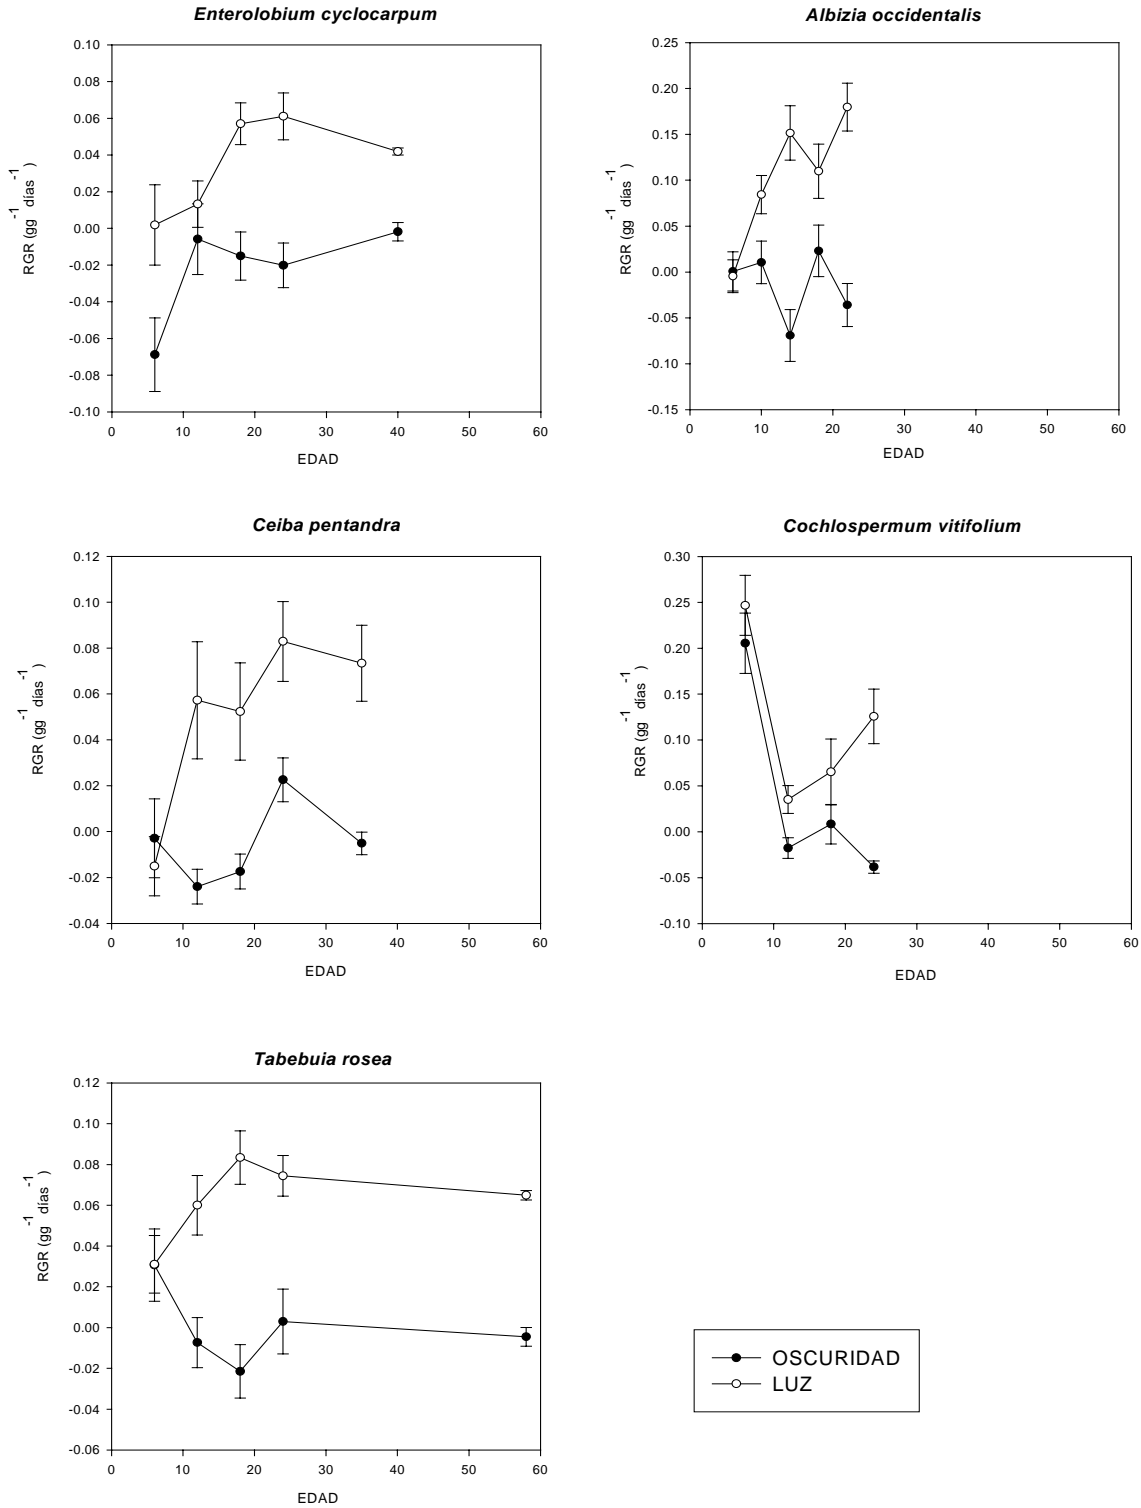 Enterolobium cyclocarpum
0.10
0.08
0.06
0.04
0.02
0.00
-0.02
-0.04
-0.06
-0.08
-0.10
RGR (gg-1 días-1)
0 10 20 30 40 50 60
EDAD
Albizia occidentalis
0.25
0.20
0.15
0.10
0.05
0.00
-0.05
-0.10
-0.15
RGR (gg-1 días-1)
0 10 20 30 40 50 60
EDAD
Ceiba pentandra
0.12
0.10
0.08
0.06
0.04
0.02
0.00
-0.02
-0.04
RGR (gg-1 días-1)
0 10 20 30 40 50 60
EDAD
Cochlospermum vitifolium
0.30
0.25
0.20
0.15
0.10
0.05
0.00
-0.05
-0.10
RGR (gg-1 días-1)
0 10 20 30 40 50 60
EDAD
Tabebuia rosea
0.12
0.10
0.08
0.06
0.04
0.02
0.00
-0.02
-0.04
-0.06
RGR (gg-1 días-1)
0 10 20 30 40 50 60
EDAD
OSCURIDAD
LUZ